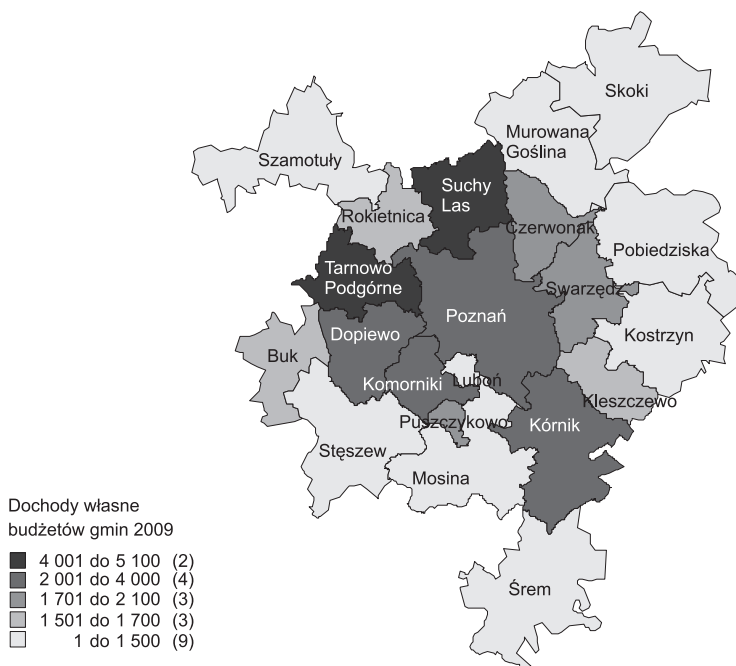 Skoki
Murowana
Goślina
Szamotuły
Suchy
Las
Rokietnica
Czerwonak
Pobiedziska
Tarnowo
Podgórne
Swarzędz
Poznań
Dopiewo
Kostrzyn
Buk
Komorniki
Luboń
Kleszczewo
Puszczykowo
Kórnik
Stęszew
Mosina
Śrem
Dochody własne
budżetów gmin 2009
4 001 do 5 100 (2)
2 001 do 4 000 (4)
1 701 do 2 100 (3)
1 501 do 1 700 (3)
1 do 1 500 (9)